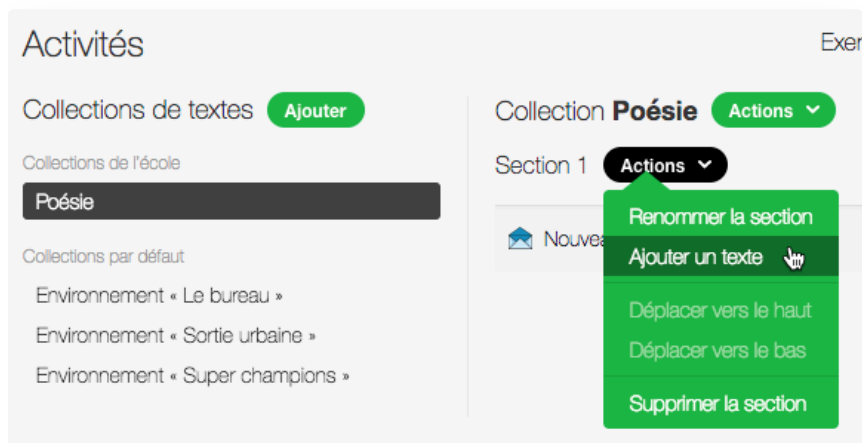 Activités
Collections de textes Ajouter
Collections de l'école
Poésie
Collections par défaut
Environnement « Le bureau »
Environnement « Sortie urbaine »
Environnement « Super champions »
Collection Poésie Actions
Section 1 Actions
Renommer la section
Ajouter un texte
Déplacer vers le haut
Déplacer vers le bas
Supprimer la section